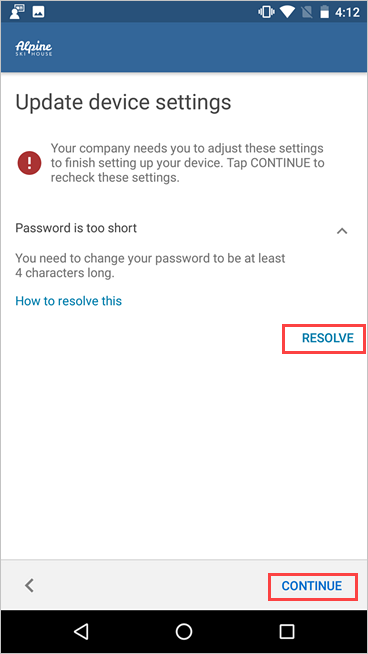 4:12
Alpine
SKI HOUSE
Update device settings
Your company needs you to adjust these settings
to finish setting up your device. Tap CONTINUE to
recheck these settings.
Password is too short
You need to change your password to be at least
4 characters long.
How to resolve this
RESOLVE
CONTINUE